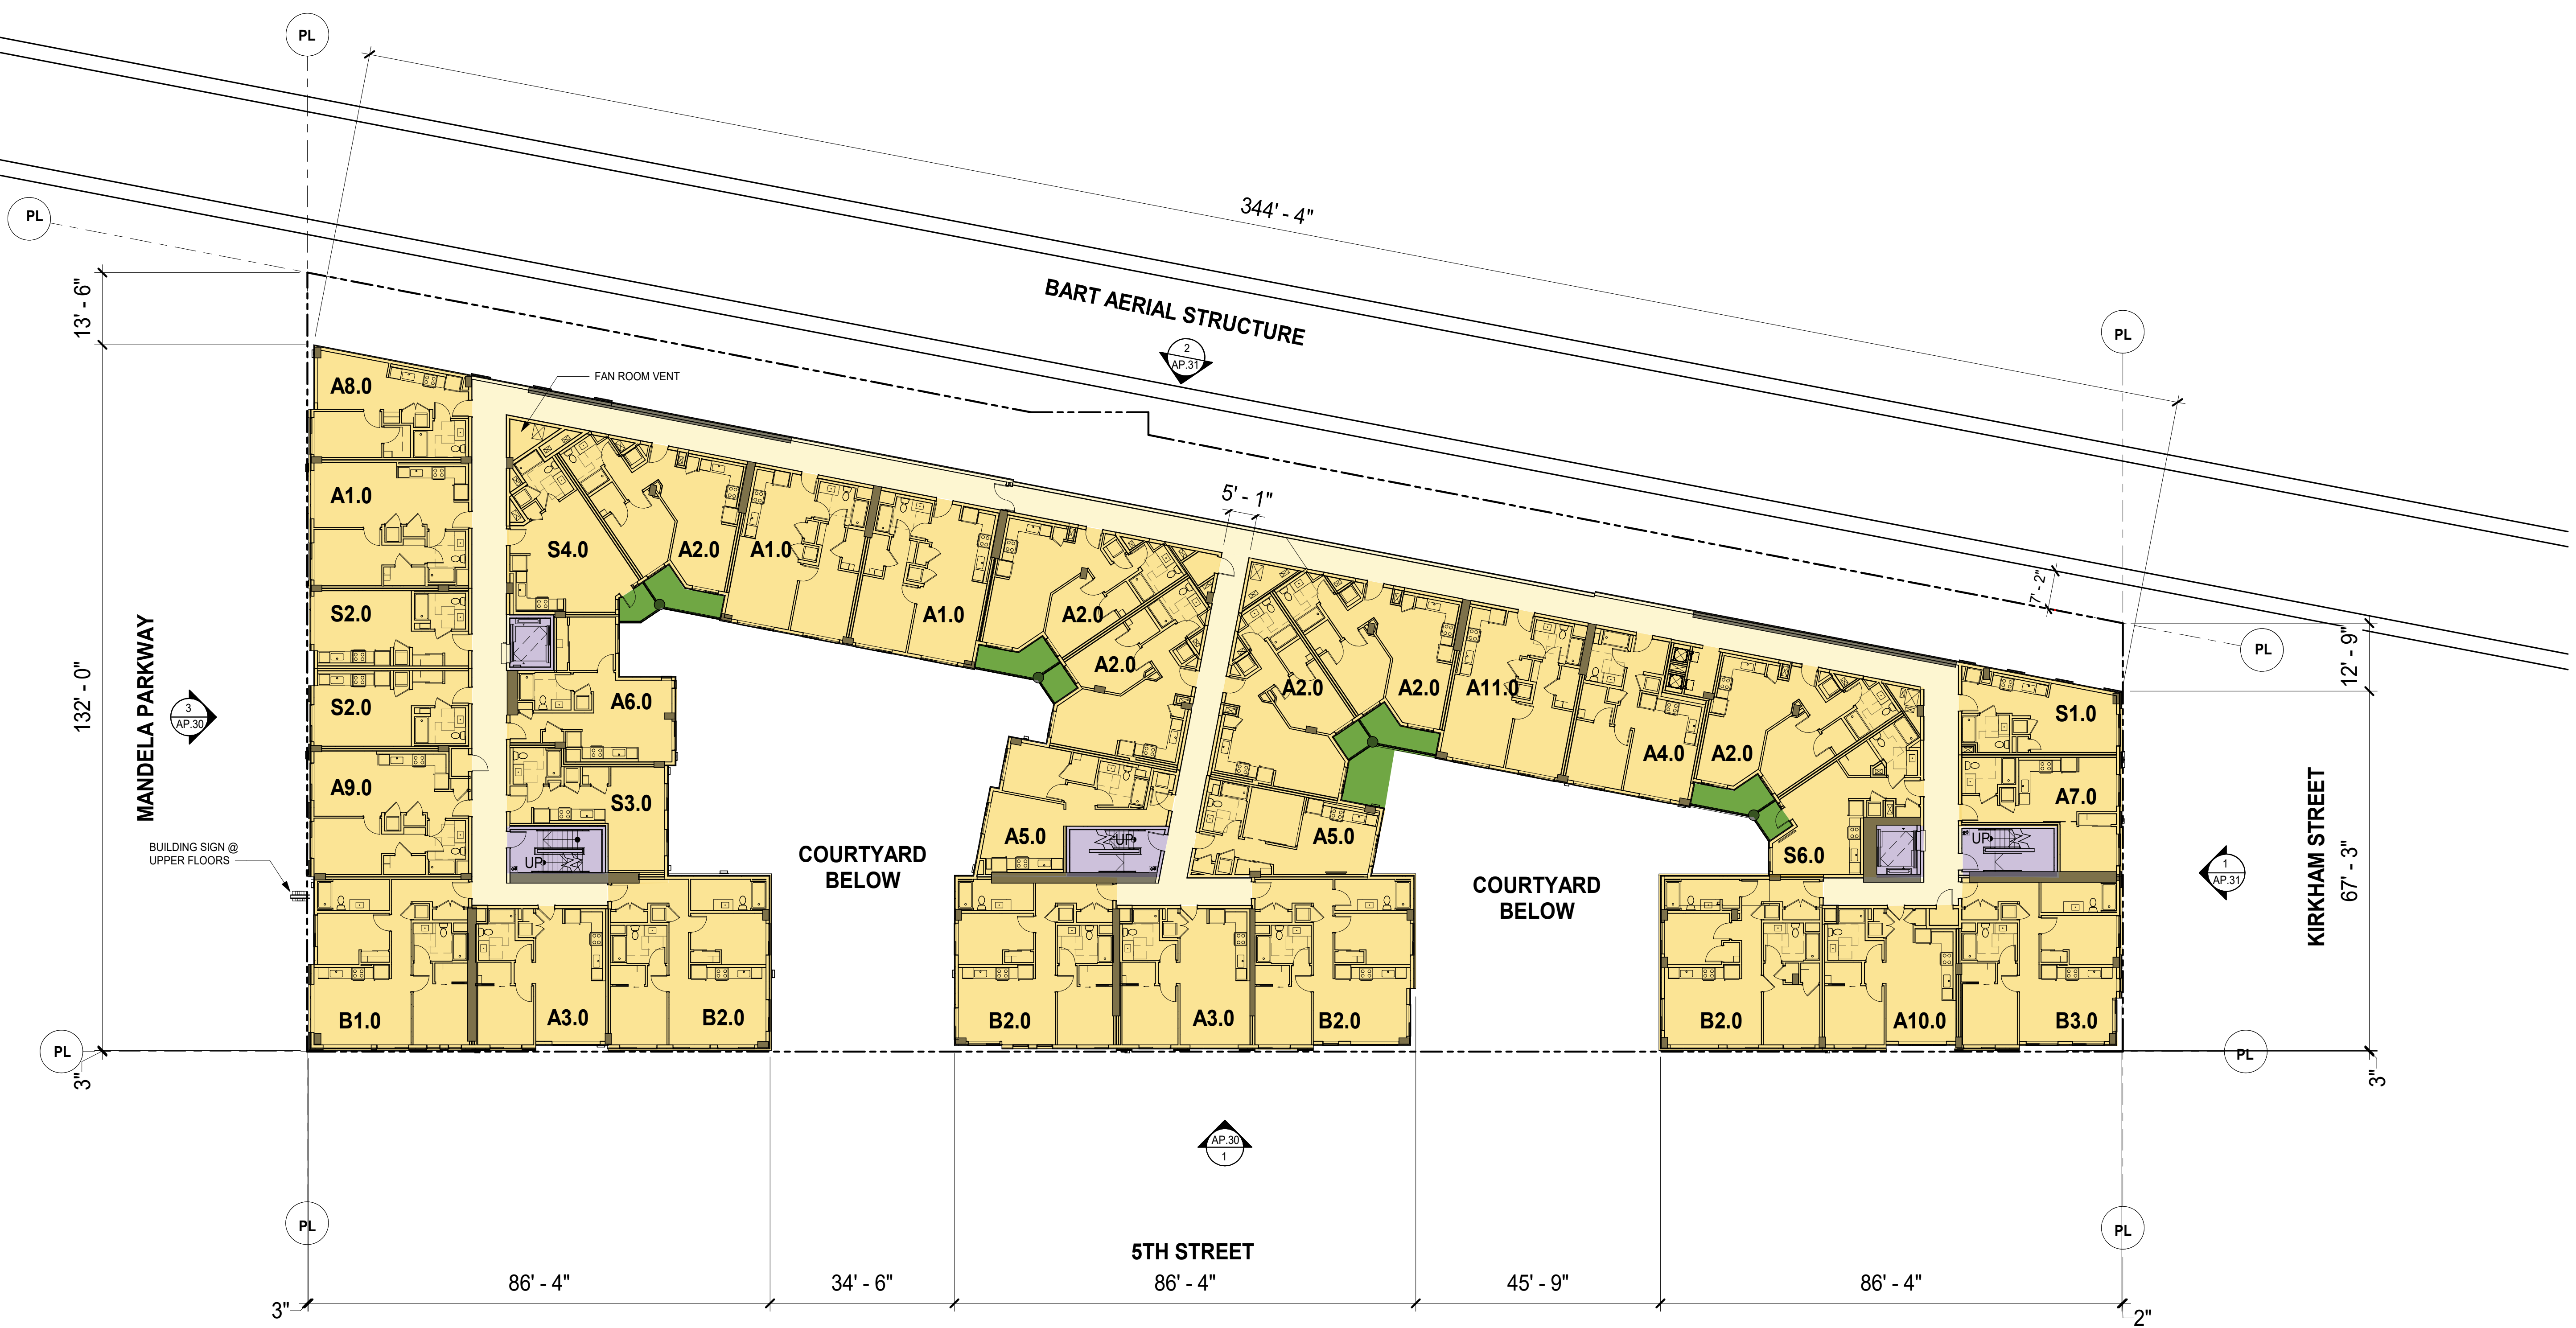 PL
PL
344' - 4"
13' - 6"
BART AERIAL STRUCTURE
2
AP.31
PL
FAN ROOM VENT
A8.0
A1.0
5' - 1"
S4.0
A2.0
A1.0
A1.0
A2.0
7' - 2"
12' - 9"
PL
S2.0
A2.0
A2.0
A2.0
A11.0
A4.0
A2.0
S1.0
132' - 0"
MANDELA PARKWAY
3
AP.30
S2.0
A6.0
A9.0
S3.0
A7.0
BUILDING SIGN @
UPPER FLOORS
UP
COURTYARD
BELOW
A5.0
UP
A5.0
COURTYARD
BELOW
S6.0
UP
1
AP.31
KIRKHAM STREET
67' - 3"
B1.0
A3.0
B2.0
B2.0
A3.0
B2.0
B2.0
A10.0
B3.0
PL
3"
PL
3"
AP.30
1
PL
PL
5TH STREET
86' - 4"
34' - 6"
86' - 4"
45' - 9"
86' - 4"
3"
2"